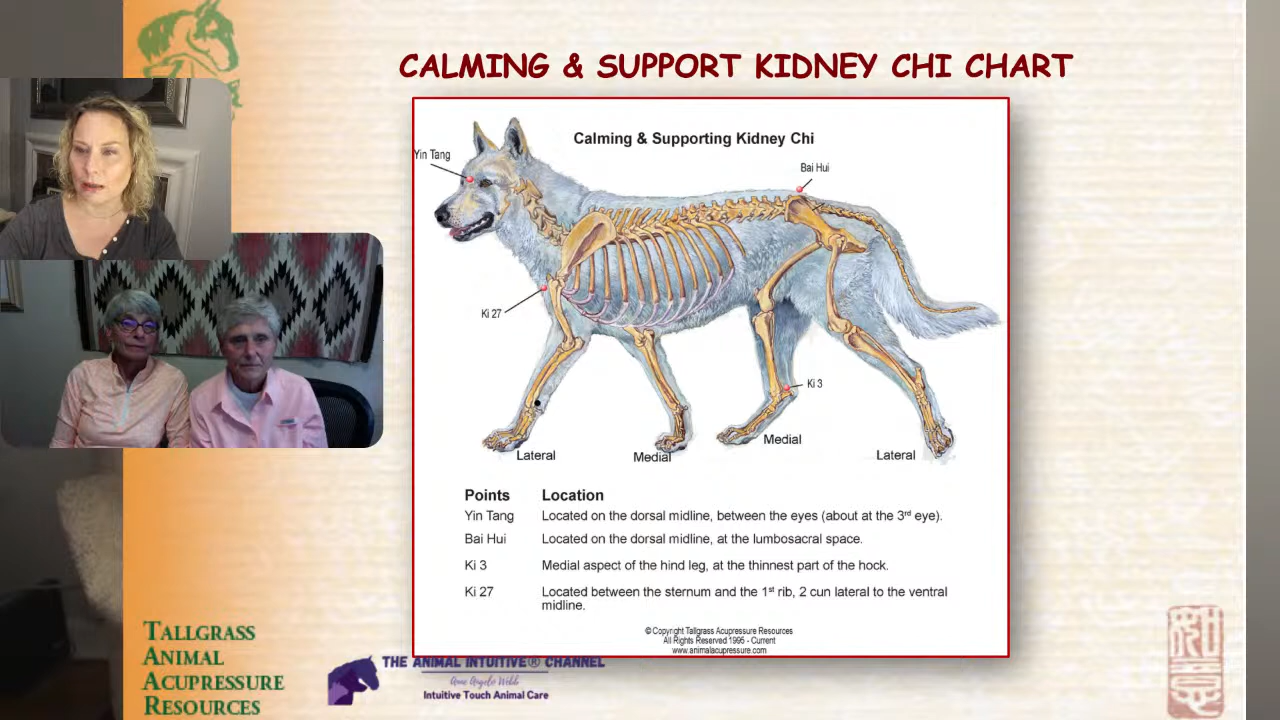 CALMING & SUPPORT KIDNEY CHI CHART
Calming & Supporting Kidney Chi
Yin Tang
Bai Hui
Ki 27
Ki 3
Lateral
Medial
Medial
Lateral
Points Location
Yin Tang Located on the dorsal midline, between the eyes (about at the 3rd eye).
Bai Hui Located on the dorsal midline, at the lumbosacral space.
Ki 3 Medial aspect of the hind leg, at the thinnest part of the hock.
Ki 27 Located between the sternum and the 1st rib, 2 cun lateral to the ventral
midline.
© Copyright Tallgrass Acupressure Resources
All Rights Reserved 1995 - Current
www.animalacupressure.com
TALLGRASS
ANIMAL
ACUPRESSURE
RESOURCES
THE ANIMAL INTUITIVE® CHANNEL
Anne Angelo Webb
Intuitive Touch Animal Care